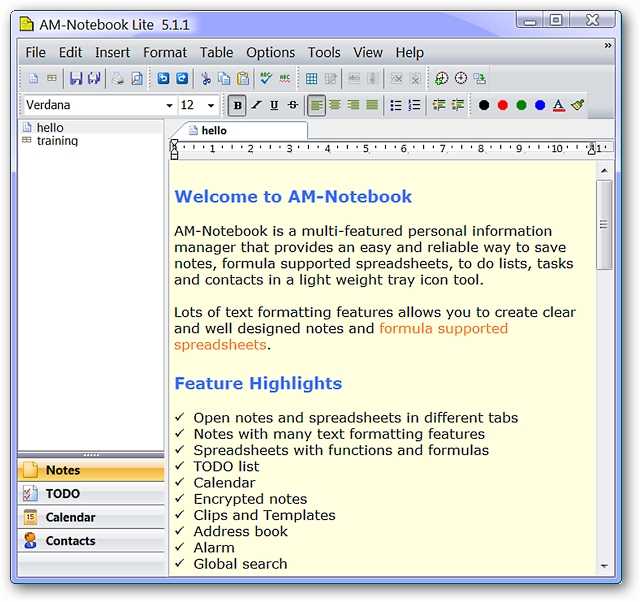 AM-Notebook Lite 5.1.1
File Edit Insert Format Table Options Tools View Help
Verdana 12 B I U S A
hello
training
hello
1 2 3 4 5 6 7 8 9 10 11
Welcome to AM-Notebook
AM-Notebook is a multi-featured personal information
manager that provides an easy and reliable way to save
notes, formula supported spreadsheets, to do lists, tasks
and contacts in a light weight tray icon tool.
Lots of text formatting features allows you to create clear
and well designed notes and formula supported
spreadsheets.
Feature Highlights
✓ Open notes and spreadsheets in different tabs
✓ Notes with many text formatting features
✓ Spreadsheets with functions and formulas
✓ TODO list
✓ Calendar
✓ Encrypted notes
✓ Clips and Templates
✓ Address book
✓ Alarm
✓ Global search
Notes
TODO
15 Calendar
Contacts